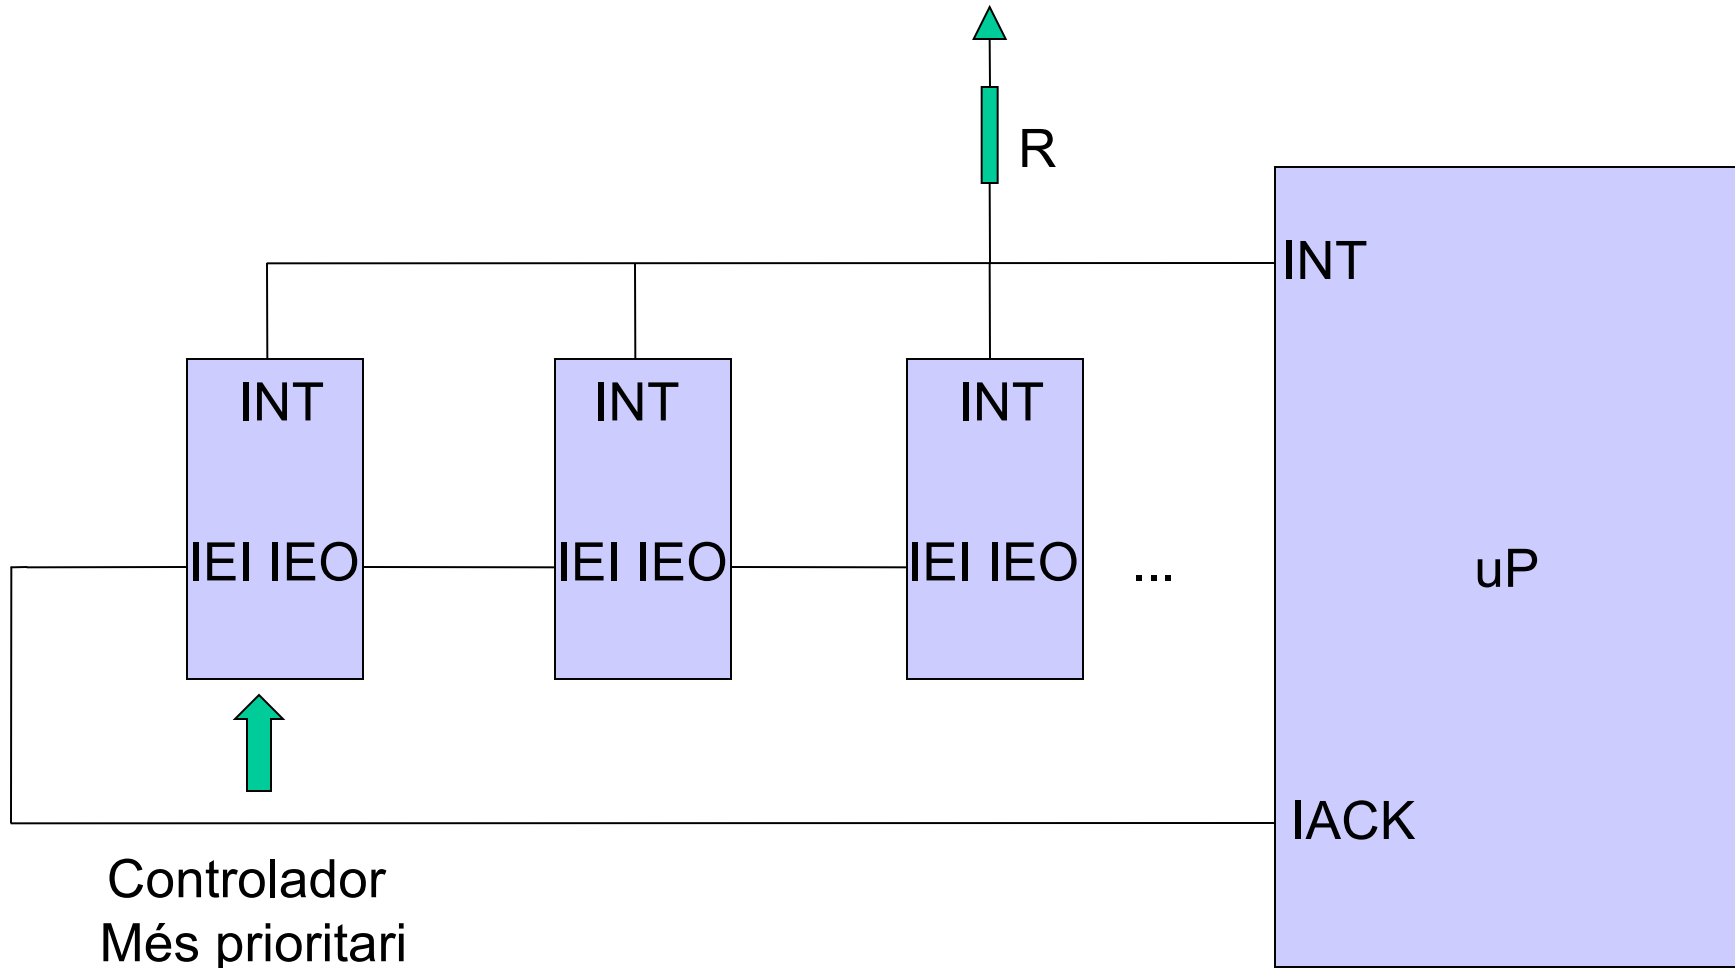 R
INT
INT INT INT
IEI IEO IEI IEO IEI IEO ... uP
IACK
Controlador
Més prioritari